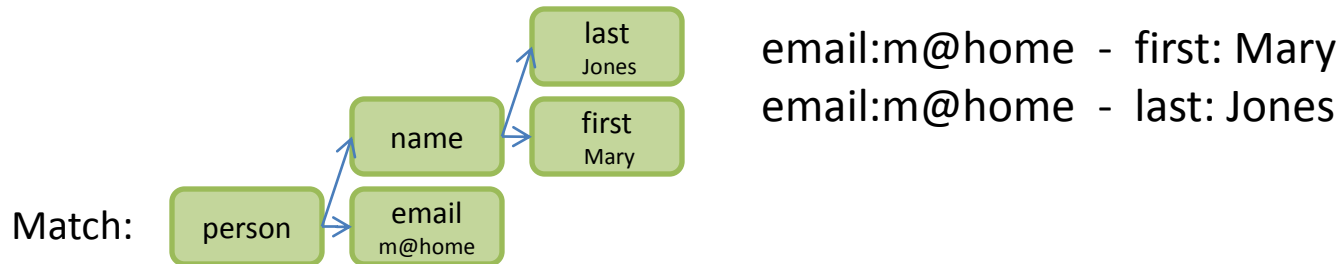 last
Jones
email:m@home - first: Mary
name
first
Mary
email:m@home - last: Jones
Match:
person
email
m@home